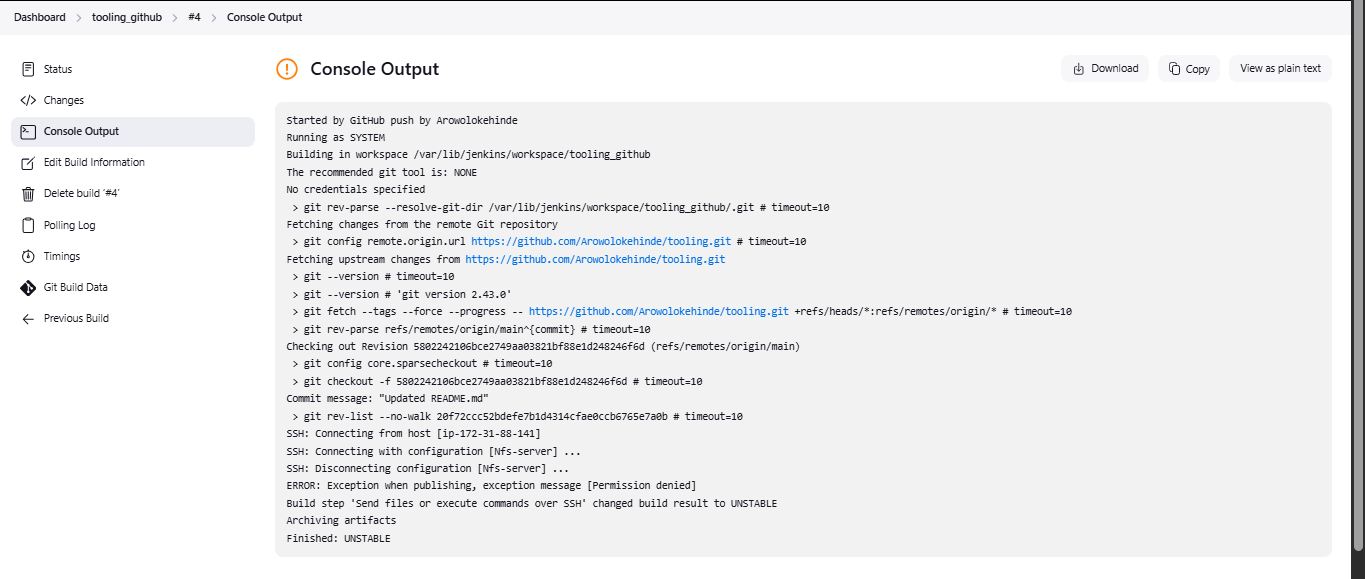 Dashboard > tooling_github > #4 > Console Output
Status
Changes
Console Output
Edit Build Information
Delete build '#4'
Polling Log
Timings
Git Build Data
Previous Build
Console Output
Download
Copy
View as plain text
Started by GitHub push by Arowolokehinde
Running as SYSTEM
Building in workspace /var/lib/jenkins/workspace/tooling_github
The recommended git tool is: NONE
No credentials specified
> git rev-parse --resolve-git-dir /var/lib/jenkins/workspace/tooling_github/.git # timeout=10
Fetching changes from the remote Git repository
> git config remote.origin.url https://github.com/Arowolokehinde/tooling.git # timeout=10
Fetching upstream changes from https://github.com/Arowolokehinde/tooling.git
> git --version # timeout=10
> git --version # 'git version 2.43.0'
> git fetch --tags --force --progress -- https://github.com/Arowolokehinde/tooling.git +refs/heads/*:refs/remotes/origin/* # timeout=10
> git rev-parse refs/remotes/origin/main^{commit} # timeout=10
Checking out Revision 5802242106bce2749aa03821bf88e1d248246f6d (refs/remotes/origin/main)
> git config core.sparsecheckout # timeout=10
> git checkout -f 5802242106bce2749aa03821bf88e1d248246f6d # timeout=10
Commit message: "Updated README.md"
> git rev-list --no-walk 20f72ccc52bdefe7b1d4314cfae0ccb6765e7a0b # timeout=10
SSH: Connecting from host [ip-172-31-88-141]
SSH: Connecting with configuration [Nfs-server] ...
SSH: Disconnecting configuration [Nfs-server] ...
ERROR: Exception when publishing, exception message [Permission denied]
Build step 'Send files or execute commands over SSH' changed build result to UNSTABLE
Archiving artifacts
Finished: UNSTABLE